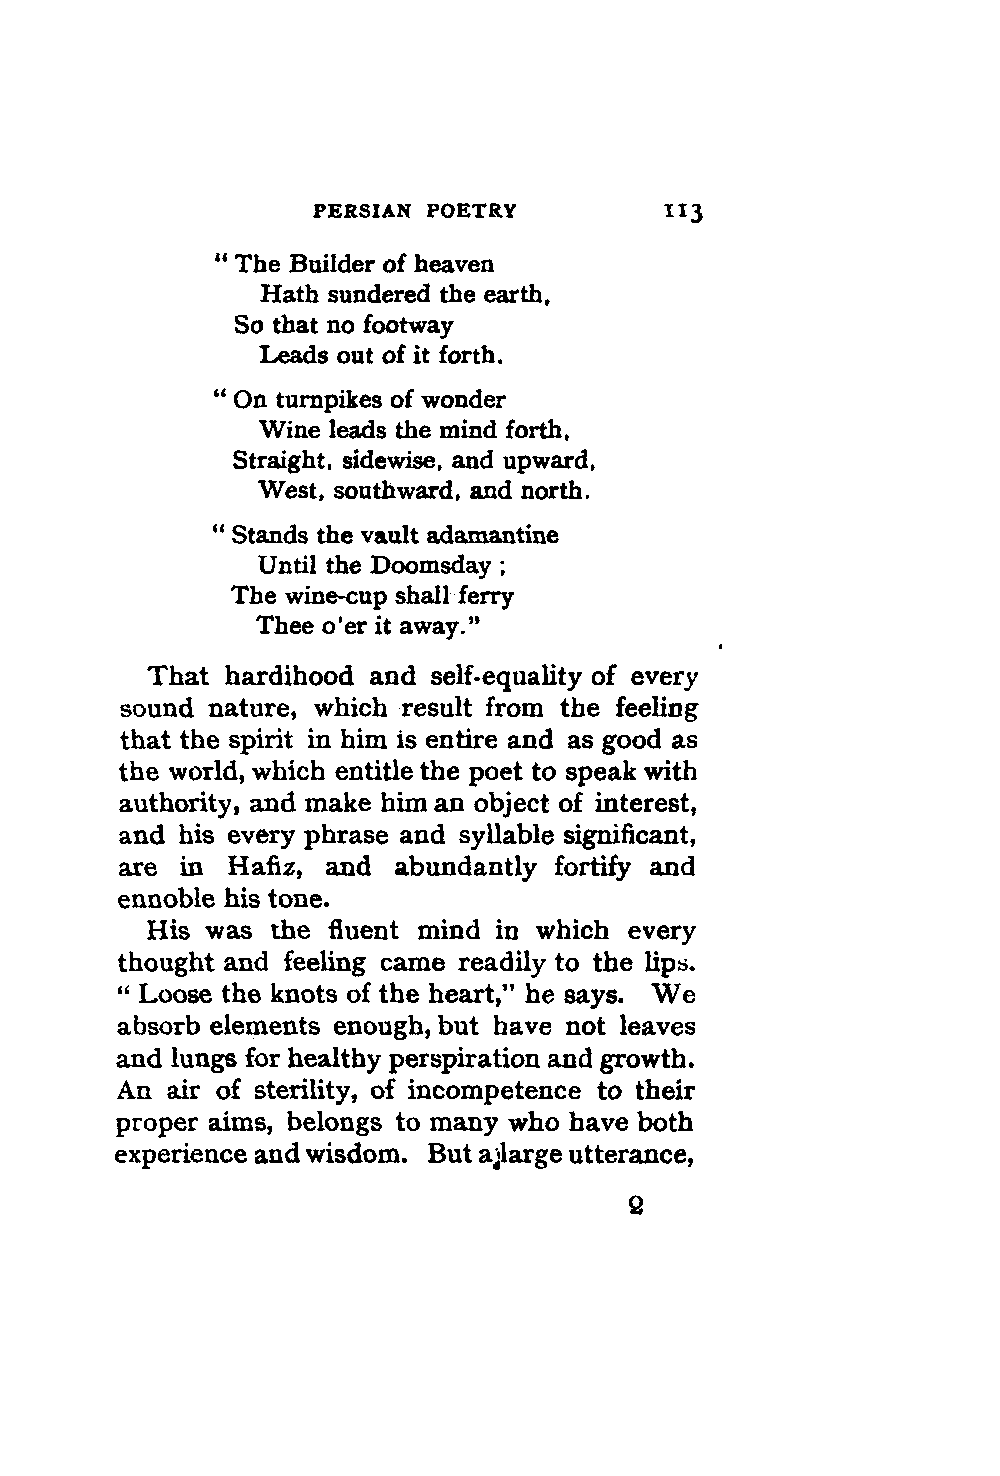 PERSIAN POETRY 113
“ The Builder of heaven
Hath sundered the earth,
So that no footway
Leads out of it forth.
“ On turnpikes of wonder
Wine leads the mind forth,
Straight, sidewise, and upward,
West, southward, and north.
“ Stands the vault adamantine
Until the Doomsday ;
The wine-cup shall ferry
Thee o'er it away.”
That hardihood and self-equality of every
sound nature, which result from the feeling
that the spirit in him is entire and as good as
the world, which entitle the poet to speak with
authority, and make him an object of interest,
and his every phrase and syllable significant,
are in Hafiz, and abundantly fortify and
ennoble his tone.
His was the fluent mind in which every
thought and feeling came readily to the lips.
“ Loose the knots of the heart,” he says. We
absorb elements enough, but have not leaves
and lungs for healthy perspiration and growth.
An air of sterility, of incompetence to their
proper aims, belongs to many who have both
experience and wisdom. But a large utterance,
Q